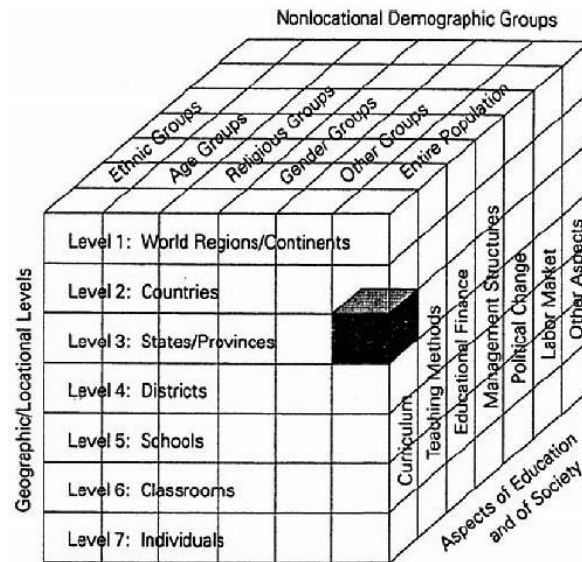 Nonlocational Demographic Groups
Ethnic Groups
Age Groups
Religious Groups
Gender Groups
Other Groups
Entire Population
Geographic/Locational Levels
Level 1: World Regions/Continents
Level 2: Countries
Level 3: States/Provinces
Level 4: Districts
Level 5: Schools
Level 6: Classrooms
Level 7: Individuals
Curriculum
Teaching Methods
Educational Finance
Management Structures
Political Change
Labor Market
Other Aspects
Aspects of Education
and of Society